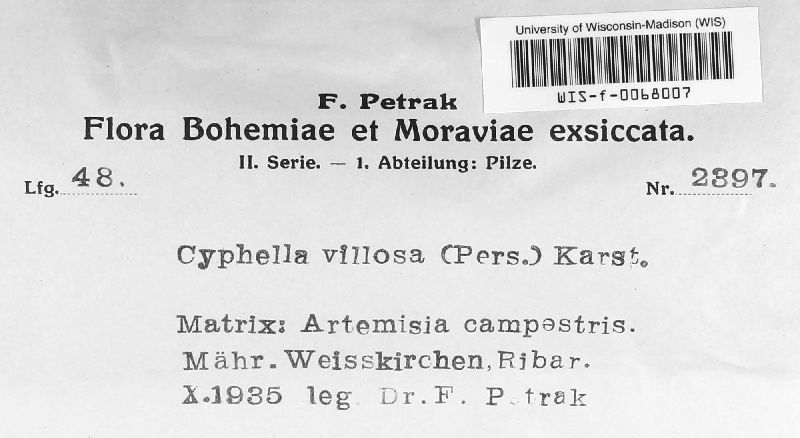 University of Wisconsin-Madison (WIS)
WIS-f-0068007
F. Petrak
Flora Bohemiae et Moraviae exsiccata.
II. Serie. — 1. Abteilung: Pilze.
Lfg. 48.
Nr. 2397.
Cyphella villosa (Pers.) Karst.
Matrix: Artemisia campestris.
Mähr. Weisskirchen, Ribar.
X.1935 leg Dr. F. Petrak